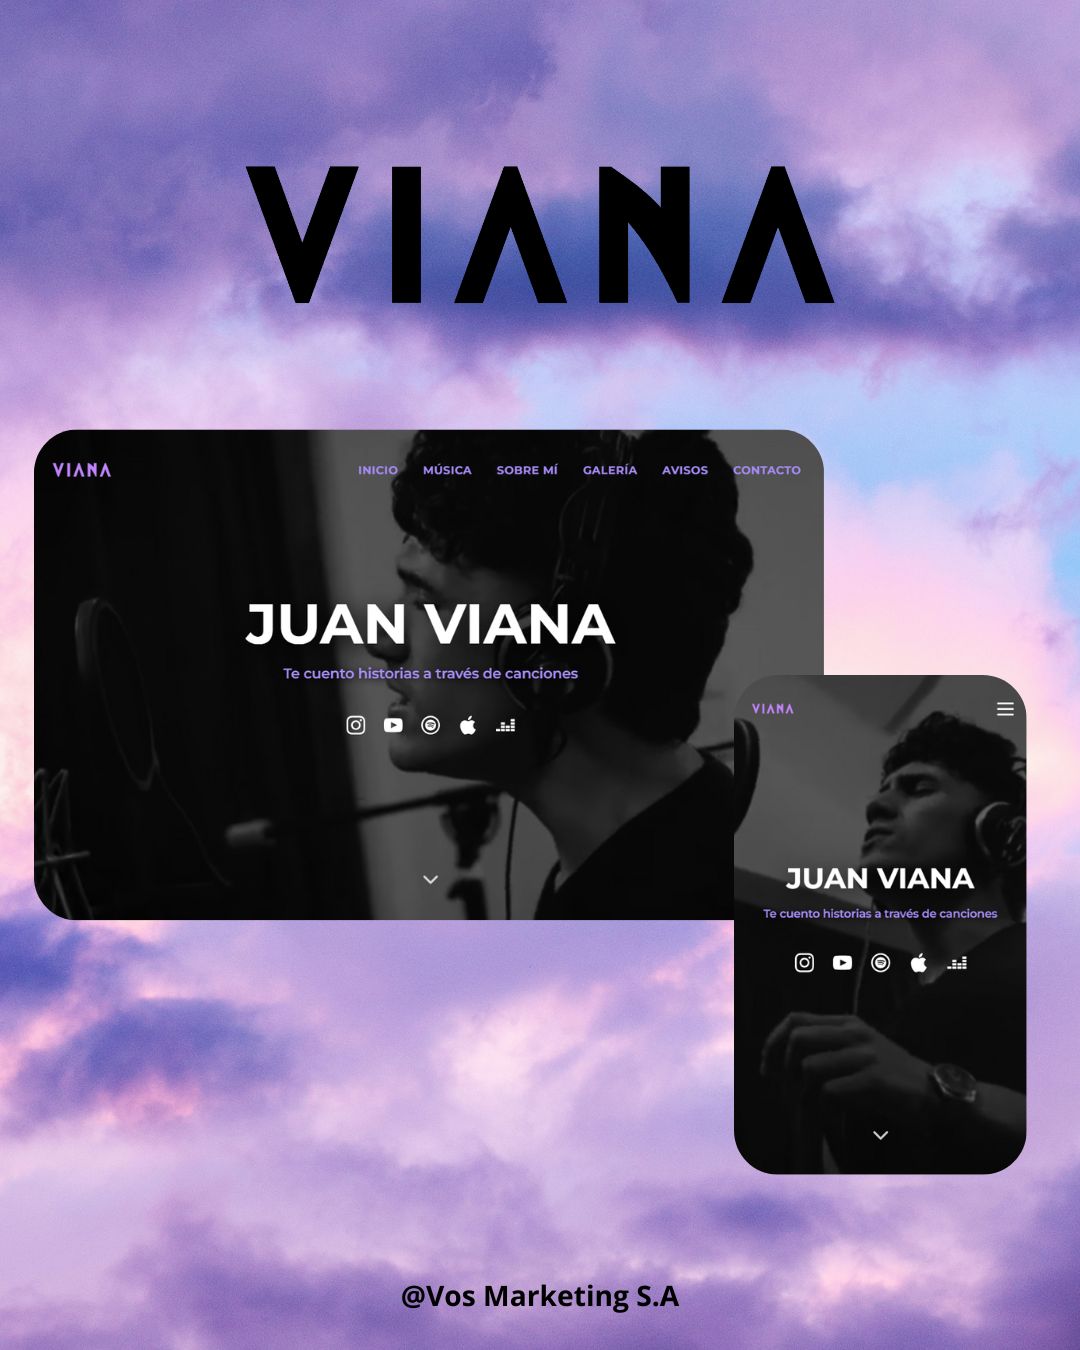 VIANA
VIANA
INICIO MÚSICA SOBRE MÍ GALERÍA AVISOS CONTACTO
JUAN VIANA
Te cuento historias a través de canciones
VIANA
JUAN VIANA
Te cuento historias a través de canciones
@Vos Marketing S.A